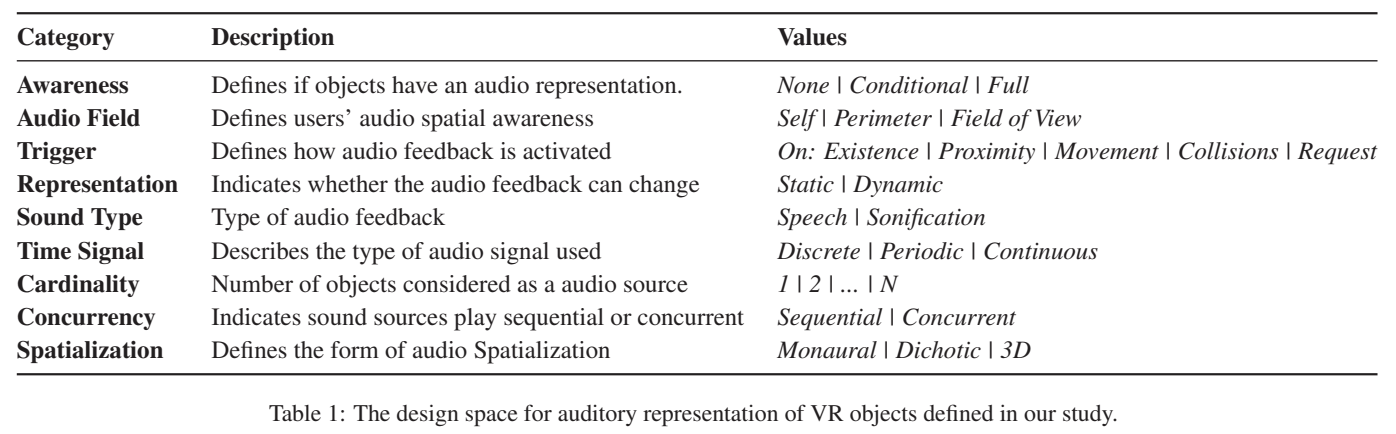 Category Description Values
Awareness Defines if objects have an audio representation. None | Conditional | Full
Audio Field Defines users’ audio spatial awareness Self | Perimeter | Field of View
Trigger Defines how audio feedback is activated On: Existence | Proximity | Movement | Collisions | Request
Representation Indicates whether the audio feedback can change Static | Dynamic
Sound Type Type of audio feedback Speech | Sonification
Time Signal Describes the type of audio signal used Discrete | Periodic | Continuous
Cardinality Number of objects considered as a audio source 1 | 2 | ... | N
Concurrency Indicates sound sources play sequential or concurrent Sequential | Concurrent
Spatialization Defines the form of audio Spatialization Monaural | Dichotic | 3D
Table 1: The design space for auditory representation of VR objects defined in our study.